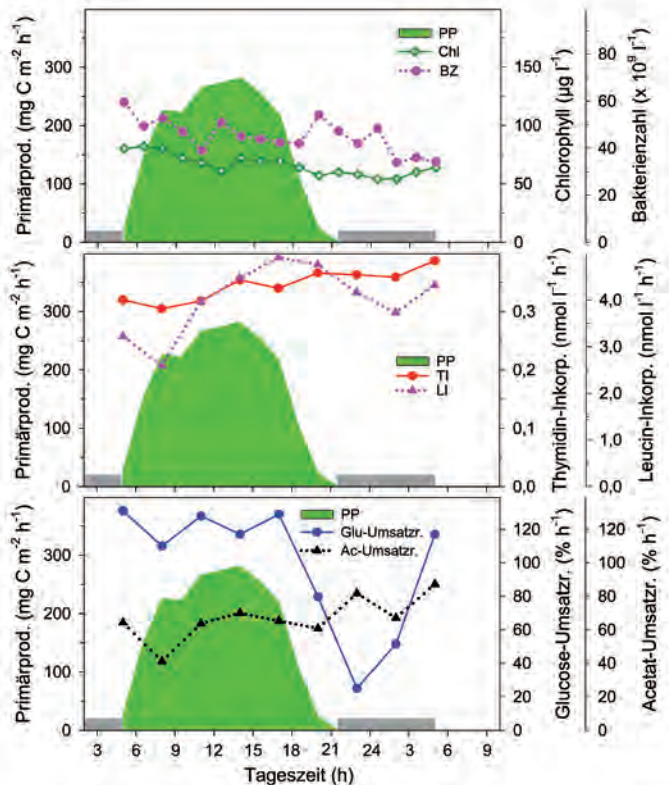 Primärprod. (mg C m-2 h-1)
300
200
100
0
PP
Chl
BZ
150
100
50
0
Chlorophyll (µg l-1)
80
60
40
20
0
Bakterienzahl (x 10⁹ l-1)
Primärprod. (mg C m-2 h-1)
300
200
100
0
PP
TI
LI
0,3
0,2
0,1
0,0
Thymidin-Inkorp. (nmol l-1 h-1)
4,0
3,0
2,0
1,0
0,0
Leucin-Inkorp. (nmol l-1 h-1)
Primärprod. (mg C m-2 h-1)
300
200
100
0
PP
Glu-Umsatzr.
Ac-Umsatzr.
120
100
80
60
40
20
0
Glucose-Umsatzr. (% h-1)
120
100
80
60
40
20
0
Acetat-Umsatzr. (% h-1)
3 6 9 12 15 18 21 24 3 6 9
Tageszeit (h)